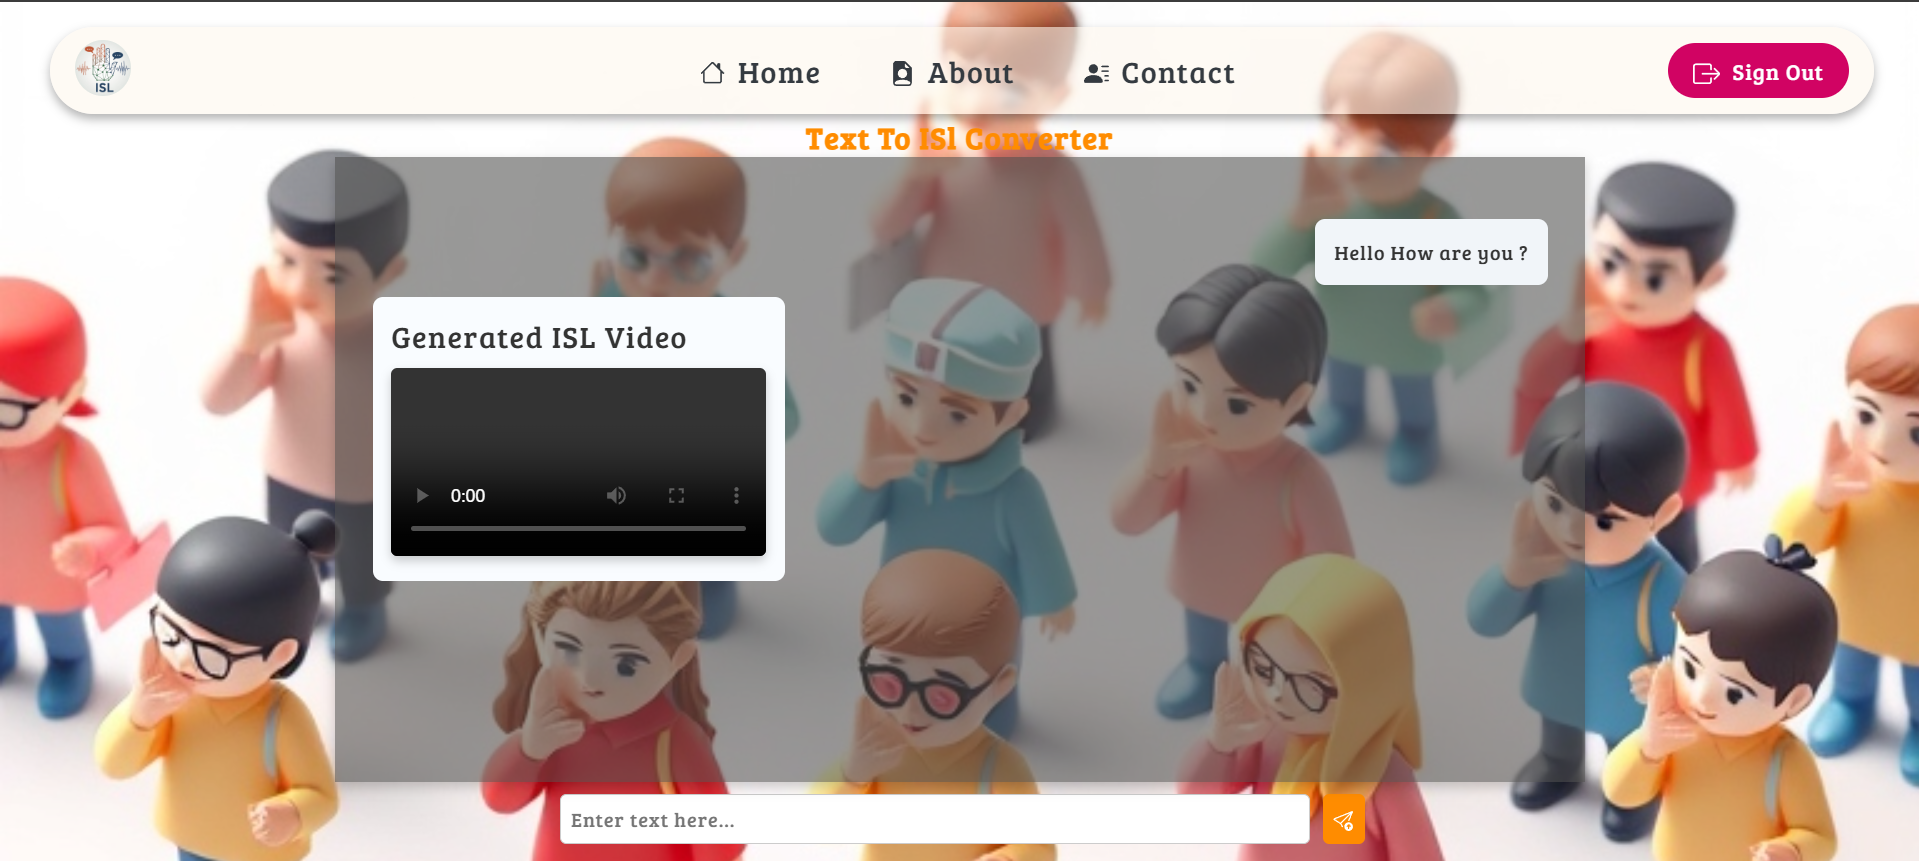 ISL
Home
About
Contact
Sign Out
Text To ISl Converter
Hello How are you ?
Generated ISL Video
0:00
Enter text here...